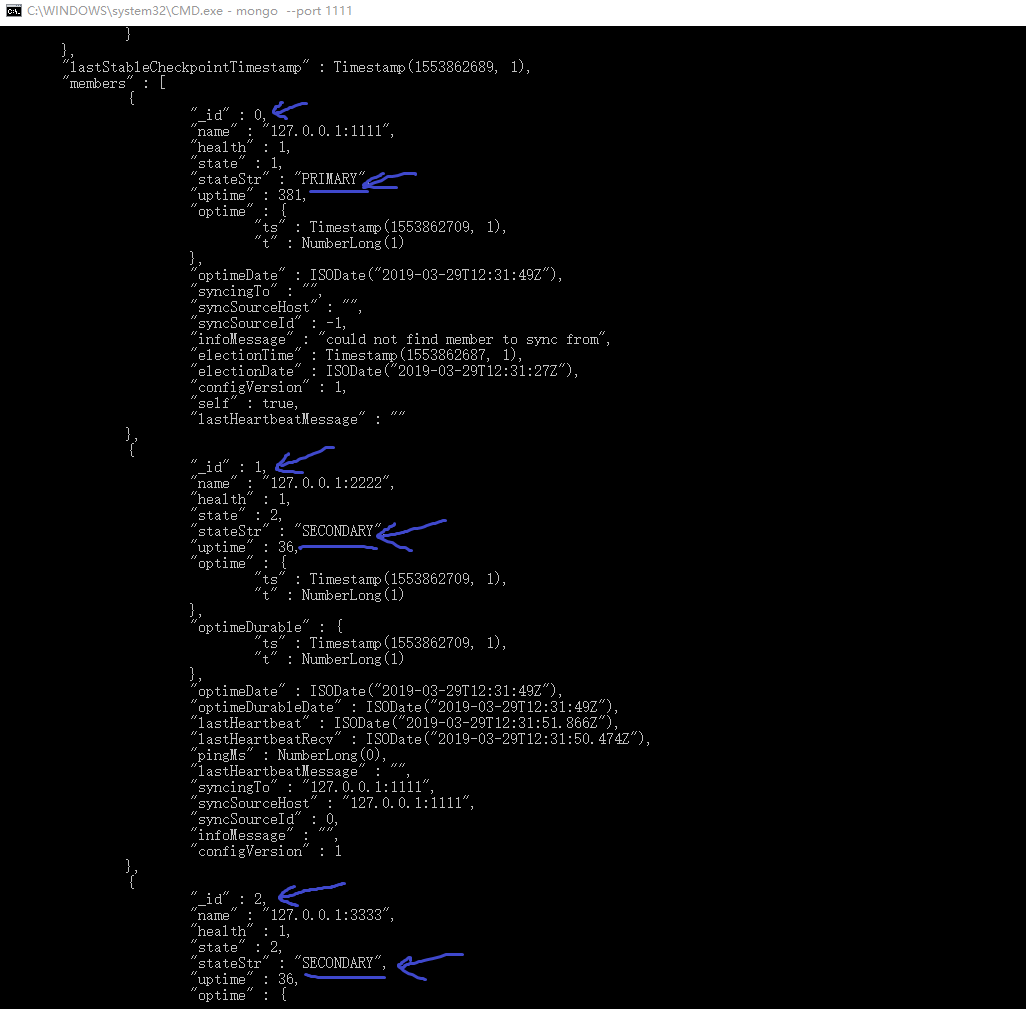 C:\WINDOWS\system32\CMD.exe - mongo --port 1111
}
},
"lastStableCheckpointTimestamp" : Timestamp(1553862689, 1),
"members" : [
{
"_id" : 0,
"name" : "127.0.0.1:1111",
"health" : 1,
"state" : 1,
"stateStr" : "PRIMARY",
"uptime" : 381,
"optime" : {
"ts" : Timestamp(1553862709, 1),
"t" : NumberLong(1)
},
"optimeDate" : ISODate("2019-03-29T12:31:49Z"),
"syncingTo" : "",
"syncSourceHost" : "",
"syncSourceId" : -1,
"infoMessage" : "could not find member to sync from",
"electionTime" : Timestamp(1553862687, 1),
"electionDate" : ISODate("2019-03-29T12:31:27Z"),
"configVersion" : 1,
"self" : true,
"lastHeartbeatMessage" : ""
},
{
"_id" : 1,
"name" : "127.0.0.1:2222",
"health" : 1,
"state" : 2,
"stateStr" : "SECONDARY",
"uptime" : 36,
"optime" : {
"ts" : Timestamp(1553862709, 1),
"t" : NumberLong(1)
},
"optimeDurable" : {
"ts" : Timestamp(1553862709, 1),
"t" : NumberLong(1)
},
"optimeDate" : ISODate("2019-03-29T12:31:49Z"),
"optimeDurableDate" : ISODate("2019-03-29T12:31:49Z"),
"lastHeartbeat" : ISODate("2019-03-29T12:31:51.866Z"),
"lastHeartbeatRecv" : ISODate("2019-03-29T12:31:50.474Z"),
"pingMs" : NumberLong(0),
"lastHeartbeatMessage" : "",
"syncingTo" : "127.0.0.1:1111",
"syncSourceHost" : "127.0.0.1:1111",
"syncSourceId" : 0,
"infoMessage" : "",
"configVersion" : 1
},
{
"_id" : 2,
"name" : "127.0.0.1:3333",
"health" : 1,
"state" : 2,
"stateStr" : "SECONDARY",
"uptime" : 36,
"optime" : {